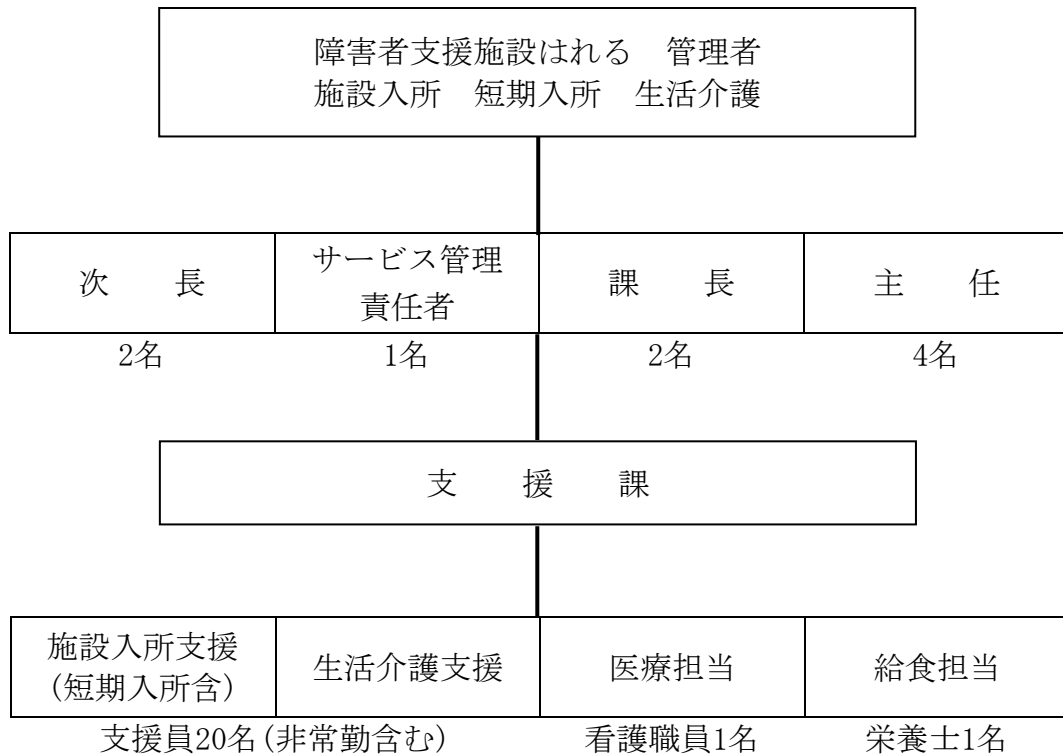 障害者支援施設はれる　管理者
施設入所　短期入所　生活介護
次　　長
サービス管理
責任者
課　　長
主　　任
2名
1名
2名
4名
支　　援　　課
施設入所支援
(短期入所含)
生活介護支援
医療担当
給食担当
支援員20名(非常勤含む)
看護職員1名
栄養士1名